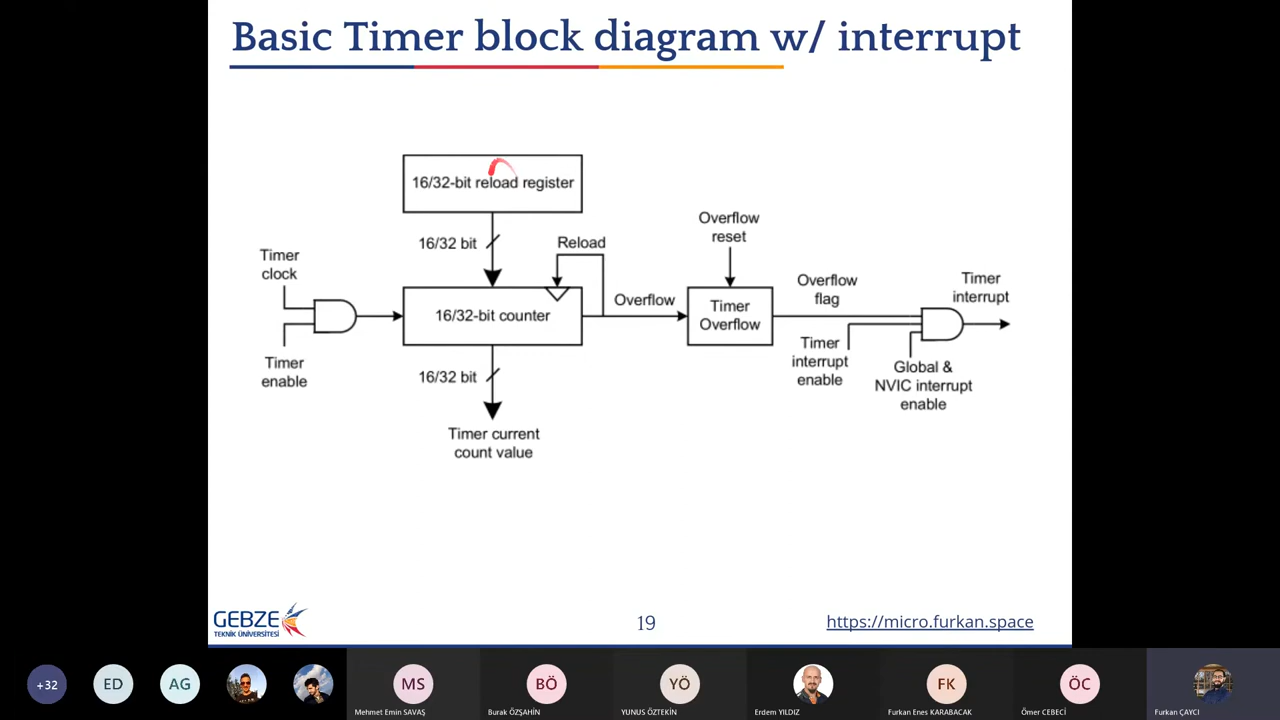 Basic Timer block diagram w/ interrupt
16/32-bit reload register
16/32 bit
Reload
Timer
clock
Timer
enable
16/32-bit counter
Overflow
16/32 bit
Timer current
count value
Overflow
reset
Timer
Overflow
Overflow
flag
Timer
interrupt
enable
Global &
NVIC interrupt
enable
Timer
interrupt
GEBZE
TEKNİK ÜNİVERSİTESİ
19
https://micro.furkan.space
+32
ED
AG
MS
Mehmet Emin SAVAŞ
BÖ
Burak ÖZŞAHİN
YÖ
YUNUS ÖZTEKİN
Erdem YILDIZ
FK
Furkan Enes KARABACAK
ÖC
Ömer CEBECİ
Furkan ÇAYCI